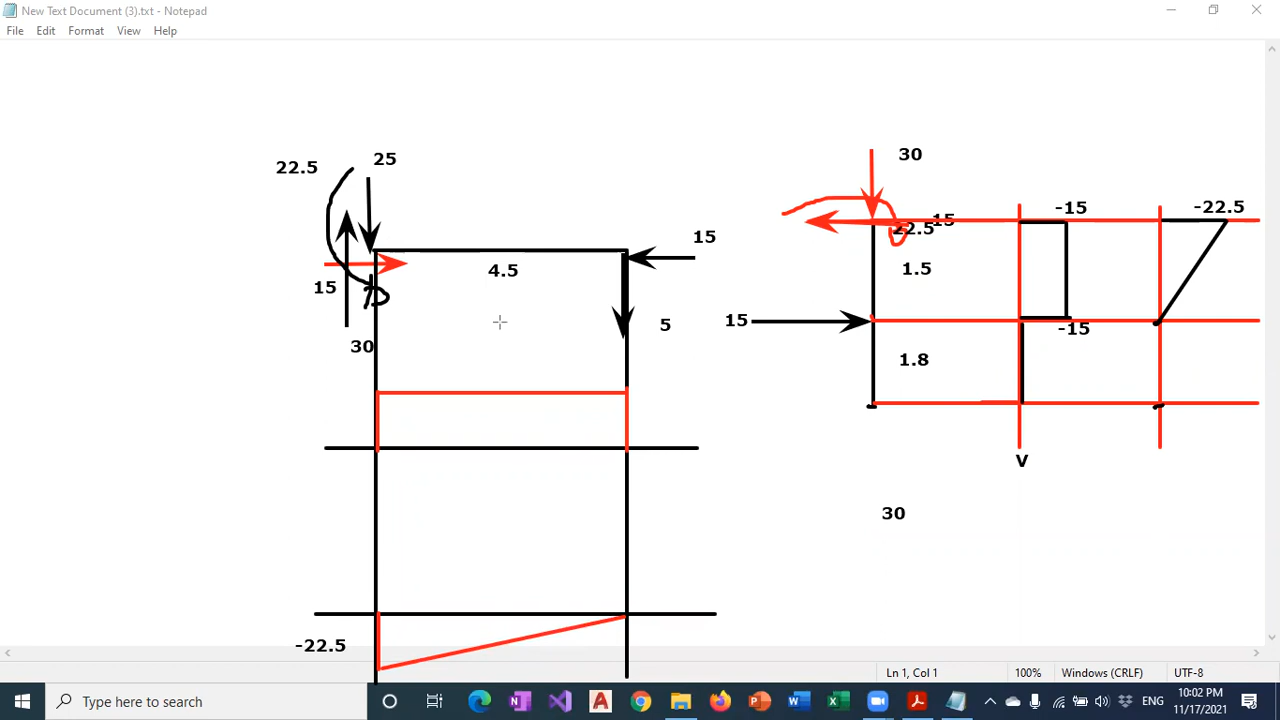 New Text Document (3).txt - Notepad
File Edit Format View Help
22.5
25
15
30
4.5
15
5
-22.5
30
15
22.5
1.5
15
1.8
-15
-15
-22.5
V
30
Ln 1, Col 1 100% Windows (CRLF) UTF-8
Type here to search
ENG
10:02 PM
11/17/2021